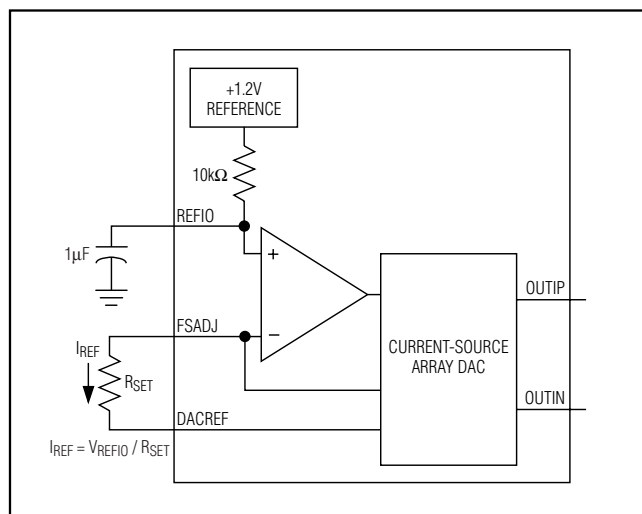 +1.2V
REFERENCE
10kΩ
REFIO
1μF
+
OUTIP
FSADJ
−
CURRENT-SOURCE
ARRAY DAC
IREF
RSET
OUTIN
DACREF
IREF = VREFIO / RSET